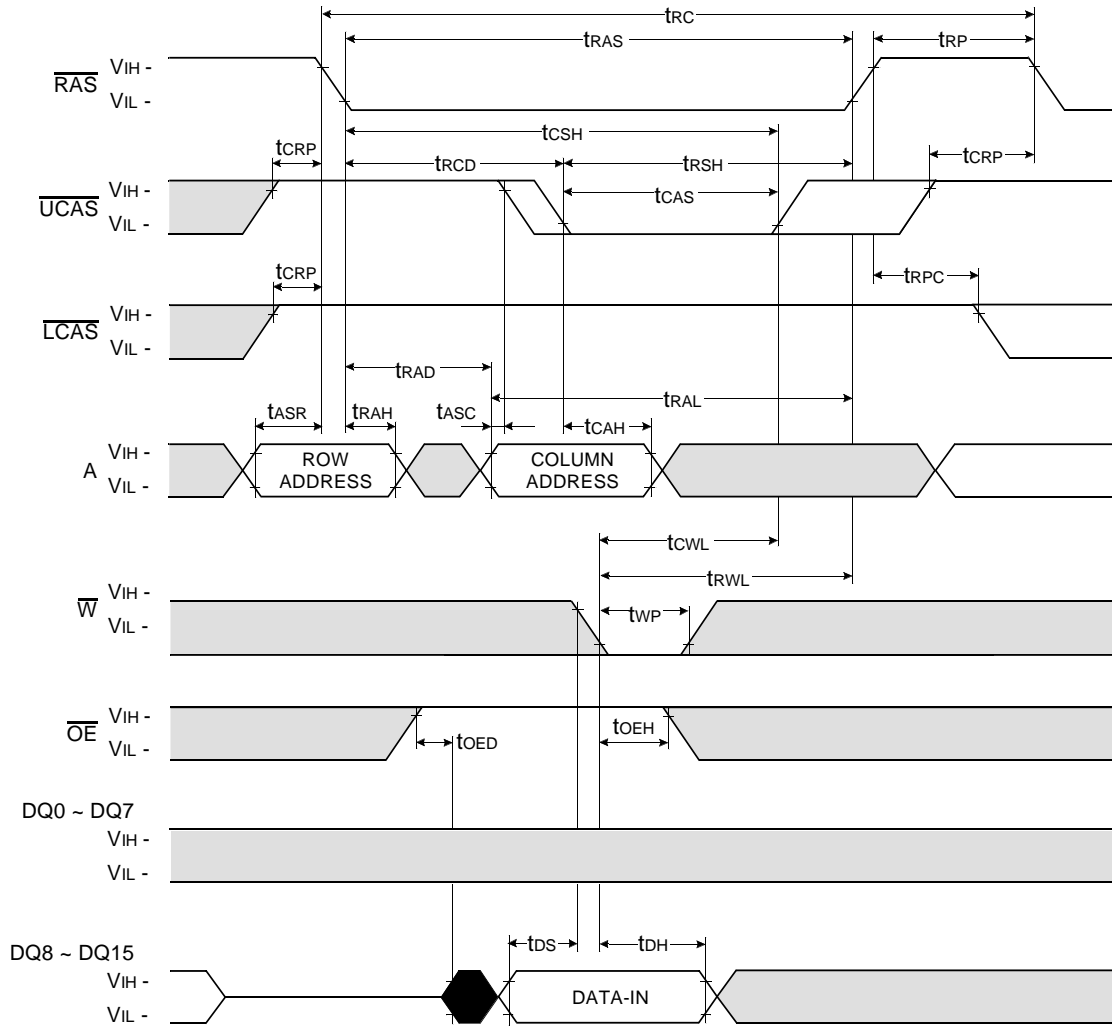 tRC
tRAS
tRP
RAS
VIH -
VIL -
tCSH
tCRP
tRCD
tRSH
tCRP
UCAS
VIH -
VIL -
tCAS
tCRP
tRPC
LCAS
VIH -
VIL -
tRAD
tRAL
tASR
tRAH
tASC
tCAH
A
VIH -
VIL -
ROW
ADDRESS
COLUMN
ADDRESS
tCWL
tRWL
W
VIH -
VIL -
tWP
OE
VIH -
VIL -
tOED
tOEH
DQ0 ~ DQ7
VIH -
VIL -
DQ8 ~ DQ15
VIH -
VIL -
tDS
tDH
DATA-IN